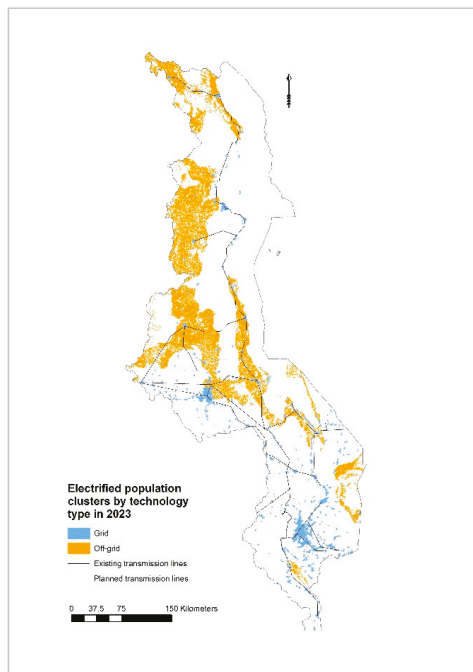 Electrified population
clusters by technology
type in 2023
Grid
Off-grid
Existing transmission lines
Planned transmission lines
0 37.5 75 150 Kilometers